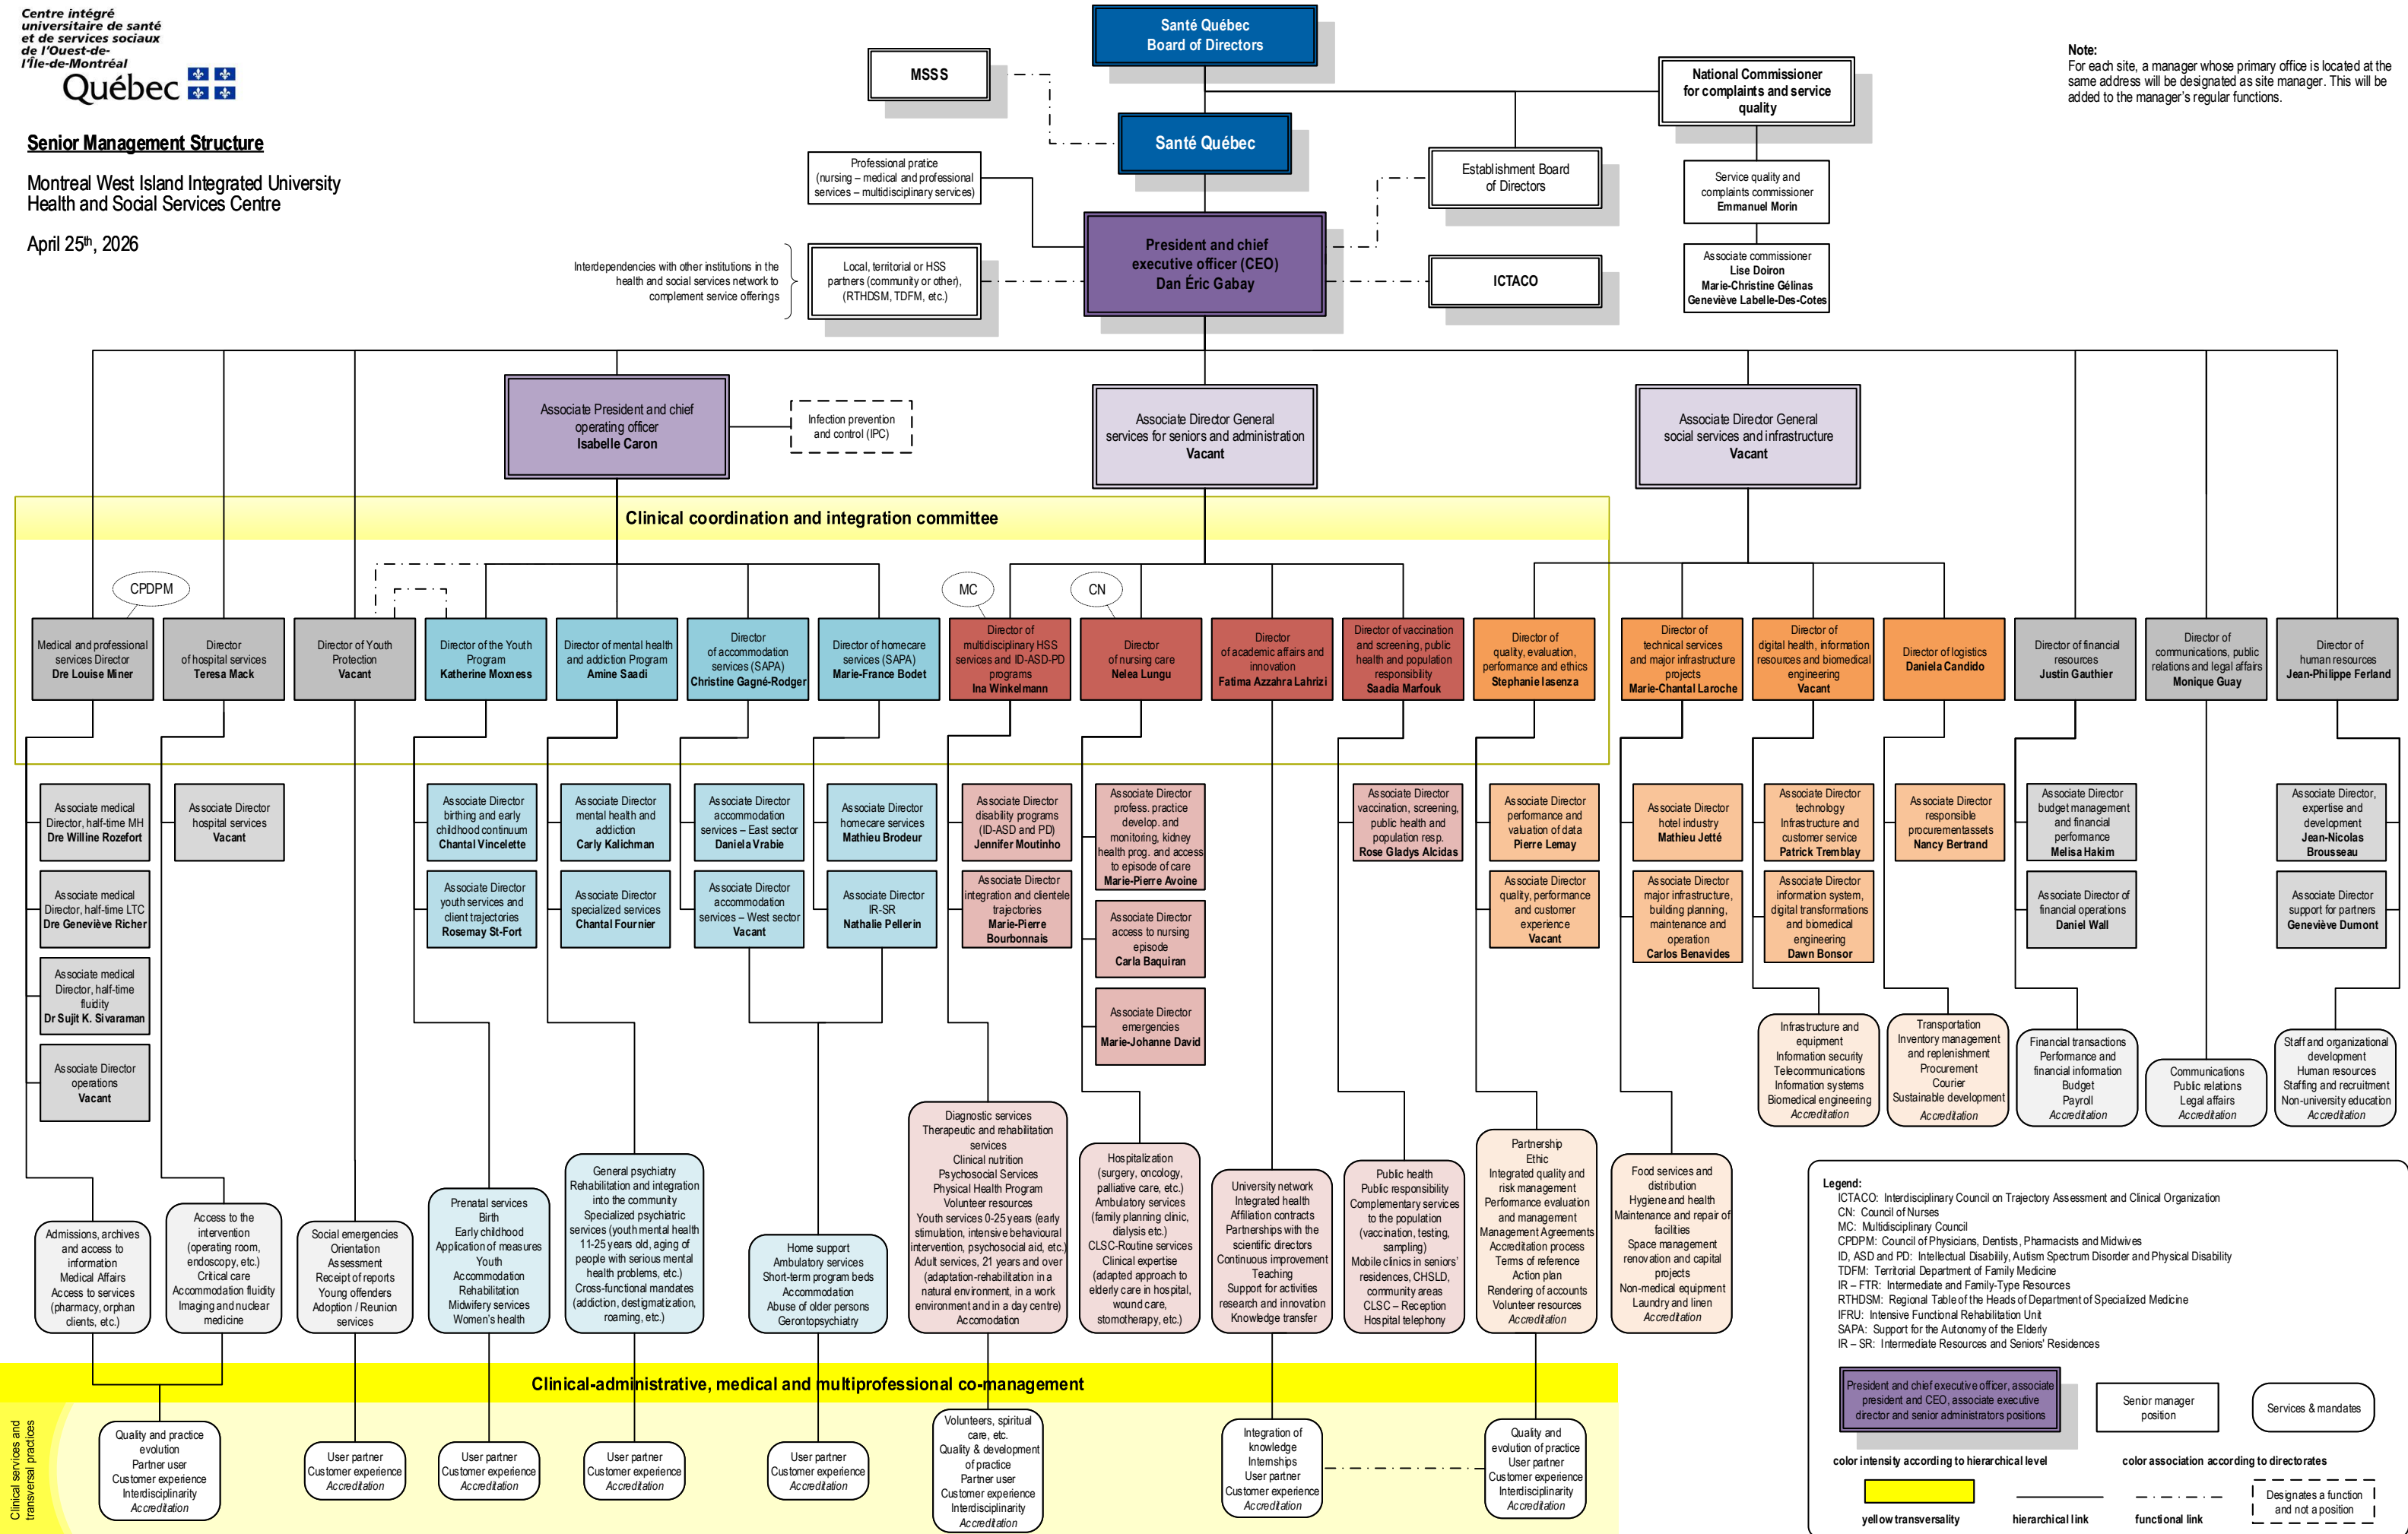 Centre intégré
universitaire de santé
et de services sociaux
de l'Ouest-de-
l'Île-de-Montréal
Québec
Senior Management Structure
Montreal West Island Integrated University
Health and Social Services Centre
April 25th, 2026
Santé Québec
Board of Directors
MSSS
National Commissioner
for complaints and service
quality
Note:
For each site, a manager whose primary office is located at the
same address will be designated as site manager. This will be
added to the manager's regular functions.
Santé Québec
Professional pratice
(nursing – medical and professional
services – multidisciplinary services)
Establishment Board
of Directors
Service quality and
complaints commissioner
Emmanuel Morin
President and chief
executive officer (CEO)
Dan Éric Gabay
Interdependencies with other institutions in the
health and social services network to
complement service offerings
Local, territorial or HSS
partners (community or other),
(RTHDSM, TDFM, etc.)
ICTACO
Associate commissioner
Lise Doiron
Marie-Christine Gélinas
Geneviève Labelle-Des-Cotes
Associate President and chief
operating officer
Isabelle Caron
Infection prevention
and control (IPC)
Associate Director General
services for seniors and administration
Vacant
Associate Director General
social services and infrastructure
Vacant
Clinical coordination and integration committee
CPDPM
MC
CN
Medical and professional
services Director
Dre Louise Miner
Director
of hospital services
Teresa Mack
Director of Youth
Protection
Vacant
Director of the Youth
Program
Katherine Moxness
Director of mental health
and addiction Program
Amine Saadi
Director
of accommodation
services (SAPA)
Christine Gagné-Rodger
Director of homecare
services (SAPA)
Marie-France Bodet
Director of
multidisciplinary HSS
services and ID-ASD-PD
programs
Ina Winkelmann
Director
of nursing care
Nelea Lungu
Director
of academic affairs and
innovation
Fatima Azzahra Lahrizi
Director of vaccination
and screening, public
health and population
responsibility
Saadia Marfouk
Director of
quality, evaluation,
performance and ethics
Stephanie Iasenza
Director of
technical services
and major infrastructure
projects
Marie-Chantal Laroche
Director of
digital health, information
resources and biomedical
engineering
Vacant
Director of logistics
Daniela Candido
Director of financial
resources
Justin Gauthier
Director of
communications, public
relations and legal affairs
Monique Guay
Director of
human resources
Jean-Philippe Ferland
Associate medical
Director, half-time MH
Dre Willine Rozefort
Associate Director
hospital services
Vacant
Associate Director
birthing and early
childhood continuum
Chantal Vincelette
Associate Director
mental health and
addiction
Carly Kalichman
Associate Director
accommodation
services – East sector
Daniela Vrabie
Associate Director
homecare services
Mathieu Brodeur
Associate Director
disability programs
(ID-ASD and PD)
Jennifer Moutinho
Associate Director
profess. practice
develop. and
monitoring, kidney
health prog. and access
to episode of care
Marie-Pierre Avoine
Associate Director
vaccination, screening,
public health and
population resp.
Rose Gladys Alcidas
Associate Director
performance and
valuation of data
Pierre Lemay
Associate Director
hotel industry
Mathieu Jetté
Associate Director
technology
Infrastructure and
customer service
Patrick Tremblay
Associate Director
responsible
procurementassets
Nancy Bertrand
Associate Director
budget management
and financial
performance
Melisa Hakim
Associate Director,
expertise and
development
Jean-Nicolas
Brousseau
Associate medical
Director, half-time LTC
Dre Geneviève Richer
Associate Director
youth services and
client trajectories
Rosemay St-Fort
Associate Director
specialized services
Chantal Fournier
Associate Director
accommodation
services – West sector
Vacant
Associate Director
IR-SR
Nathalie Pellerin
Associate Director
integration and clientele
trajectories
Marie-Pierre
Bourbonnais
Associate Director
access to nursing
episode
Carla Baquiran
Associate Director
quality, performance
and customer
experience
Vacant
Associate Director
major infrastructure,
building planning,
maintenance and
operation
Carlos Benavides
Associate Director
information system,
digital transformations
and biomedical
engineering
Dawn Bonsor
Associate Director of
financial operations
Daniel Wall
Associate Director
support for partners
Geneviève Dumont
Associate medical
Director, half-time
fluidity
Dr Sujit K. Sivaraman
Associate Director
emergencies
Marie-Johanne David
Associate Director
operations
Vacant
Infrastructure and
equipment
Information security
Telecommunications
Information systems
Biomedical engineering
Accreditation
Transportation
Inventory management
and replenishment
Procurement
Courier
Sustainable development
Accreditation
Financial transactions
Performance and
financial information
Budget
Payroll
Accreditation
Communications
Public relations
Legal affairs
Accreditation
Staff and organizational
development
Human resources
Staffing and recruitment
Non-university education
Accreditation
Admissions, archives
and access to
information
Medical Affairs
Access to services
(pharmacy, orphan
clients, etc.)
Access to the
intervention
(operating room,
endoscopy, etc.)
Critical care
Accommodation fluidity
Imaging and nuclear
medicine
Social emergencies
Orientation
Assessment
Receipt of reports
Young offenders
Adoption / Reunion
services
Prenatal services
Birth
Early childhood
Application of measures
Youth
Accommodation
Rehabilitation
Midwifery services
Women's health
General psychiatry
Rehabilitation and integration
into the community
Specialized psychiatric
services (youth mental health
11-25 years old, aging of
people with serious mental
health problems, etc.)
Cross-functional mandates
(addiction, destigmatization,
roaming, etc.)
Home support
Ambulatory services
Short-term program beds
Accommodation
Abuse of older persons
Gerontopsychiatry
Diagnostic services
Therapeutic and rehabilitation
services
Clinical nutrition
Psychosocial Services
Physical Health Program
Volunteer resources
Youth services 0-25 years (early
stimulation, intensive behavioural
intervention, psychosocial aid, etc.)
Adult services, 21 years and over
(adaptation-rehabilitation in a
natural environment, in a work
environment and in a day centre)
Accomodation
Hospitalization
(surgery, oncology,
palliative care, etc.)
Ambulatory services
(family planning clinic,
dialysis etc.)
CLSC-Routine services
Clinical expertise
(adapted approach to
elderly care in hospital,
wound care,
stomotherapy, etc.)
University network
Integrated health
Affiliation contracts
Partnerships with the
scientific directors
Continuous improvement
Teaching
Support for activities
research and innovation
Knowledge transfer
Public health
Public responsibility
Complementary services
to the population
(vaccination, testing,
sampling)
Mobile clinics in seniors'
residences, CHSLD,
community areas
CLSC – Reception
Hospital telephony
Partnership
Ethic
Integrated quality and
risk management
Performance evaluation
and management
Management Agreements
Accreditation process
Terms of reference
Action plan
Rendering of accounts
Volunteer resources
Accreditation
Food services and
distribution
Hygiene and health
Maintenance and repair of
facilities
Space management
renovation and capital
projects
Non-medical equipment
Laundry and linen
Accreditation
Clinical-administrative, medical and multiprofessional co-management
Clinical services and
transversal practices
Quality and practice
evolution
Partner user
Customer experience
Interdisciplinarity
Accreditation
User partner
Customer experience
Accreditation
User partner
Customer experience
Accreditation
User partner
Customer experience
Accreditation
User partner
Customer experience
Accreditation
Volunteers, spiritual
care, etc.
Quality & development
of practice
Partner user
Customer experience
Interdisciplinarity
Accreditation
Integration of
knowledge
Internships
User partner
Customer experience
Accreditation
Quality and
evolution of practice
User partner
Customer experience
Interdisciplinarity
Accreditation
Legend:
ICTACO: Interdisciplinary Council on Trajectory Assessment and Clinical Organization
CN: Council of Nurses
MC: Multidisciplinary Council
CPDPM: Council of Physicians, Dentists, Pharmacists and Midwives
ID, ASD and PD: Intellectual Disability, Autism Spectrum Disorder and Physical Disability
TDFM: Territorial Department of Family Medicine
IR – FTR: Intermediate and Family-Type Resources
RTHDSM: Regional Table of the Heads of Department of Specialized Medicine
IFRU: Intensive Functional Rehabilitation Unit
SAPA: Support for the Autonomy of the Elderly
IR – SR: Intermediate Resources and Seniors' Residences
President and chief executive officer, associate
president and CEO, associate executive
director and senior administrators positions
Senior manager
position
Services & mandates
color intensity according to hierarchical level
color association according to directorates
yellow transversality
hierarchical link
functional link
Designates a function
and not a position